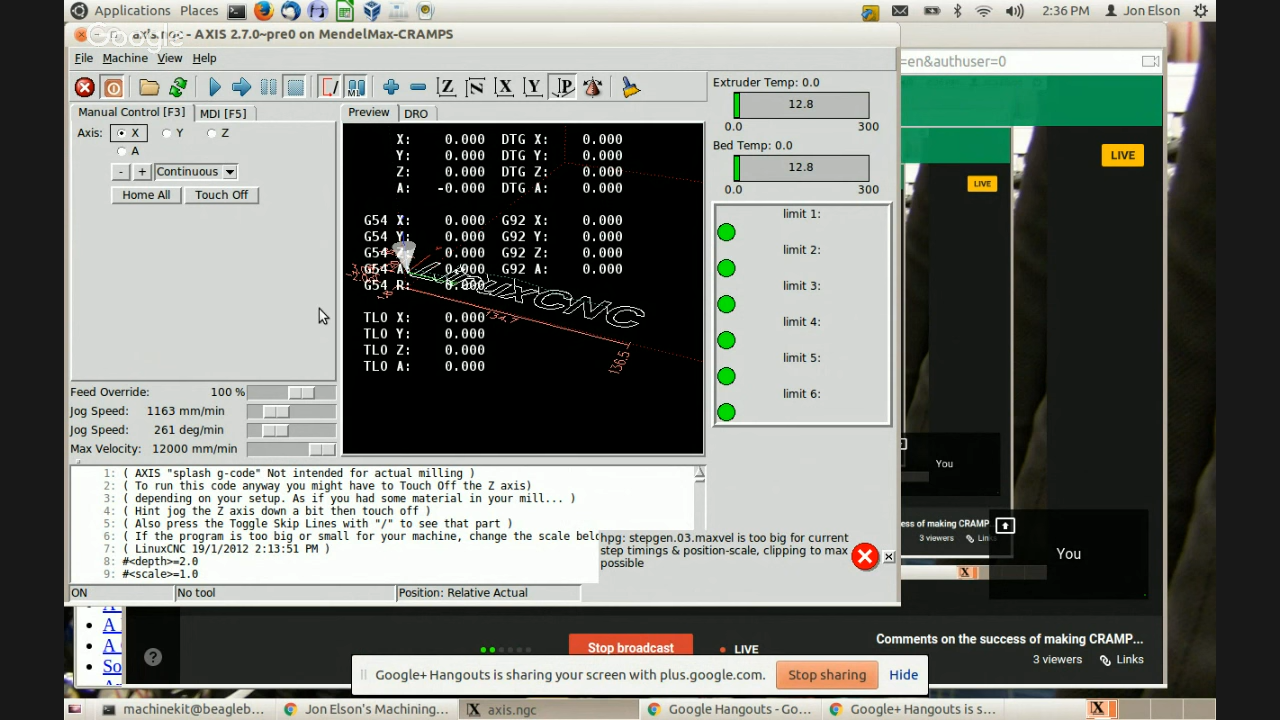 Applications Places
2:36 PM Jon Elson
Google
axis.ngc - AXIS 2.7.0~pre0 on MendelMax-CRAMPS
=en&authuser=0
File Machine View Help
Manual Control [F3] MDI [F5]
Axis: X Y Z
A
- + Continuous
Home All Touch Off
Preview DRO
X: 0.000 DTG X: 0.000
Y: 0.000 DTG Y: 0.000
Z: 0.000 DTG Z: 0.000
A: -0.000 DTG A: 0.000
G54 X: 0.000 G92 X: 0.000
G54 Y: 0.000 G92 Y: 0.000
G54 Z: 0.000 G92 Z: 0.000
G54 A: 0.000 G92 A: 0.000
G54 R: 0.000
TLO X: 0.000
TLO Y: 0.000
TLO Z: 0.000
TLO A: 0.000
LinuxCNC
134.7
136.5
Extruder Temp: 0.0
12.8
0.0 300
Bed Temp: 0.0
12.8
0.0 300
limit 1:
limit 2:
limit 3:
limit 4:
limit 5:
limit 6:
LIVE
LIVE
Feed Override: 100 %
Jog Speed: 1163 mm/min
Jog Speed: 261 deg/min
Max Velocity: 12000 mm/min
1: ( AXIS "splash g-code" Not intended for actual milling )
2: ( To run this code anyway you might have to Touch Off the Z axis)
3: ( depending on your setup. As if you had some material in your mill... )
4: ( Hint jog the Z axis down a bit then touch off )
5: ( Also press the Toggle Skip Lines with "/" to see that part )
6: ( If the program is too big or small for your machine, change the scale belo
7: ( LinuxCNC 19/1/2012 2:13:51 PM )
8: #<depth>=2.0
9: #<scale>=1.0
hpg: stepgen.03.maxvel is too big for current
step timings & position-scale, clipping to max
possible
ON No tool Position: Relative Actual
You
ss of making CRAMP...
3 viewers Links
You
A
A
So
?
Stop broadcast LIVE
Comments on the success of making CRAMP...
3 viewers Links
Google+ Hangouts is sharing your screen with plus.google.com. Stop sharing Hide
machinekit@beagleb... Jon Elson's Machining... axis.ngc Google Hangouts - Go... Google+ Hangouts is s...